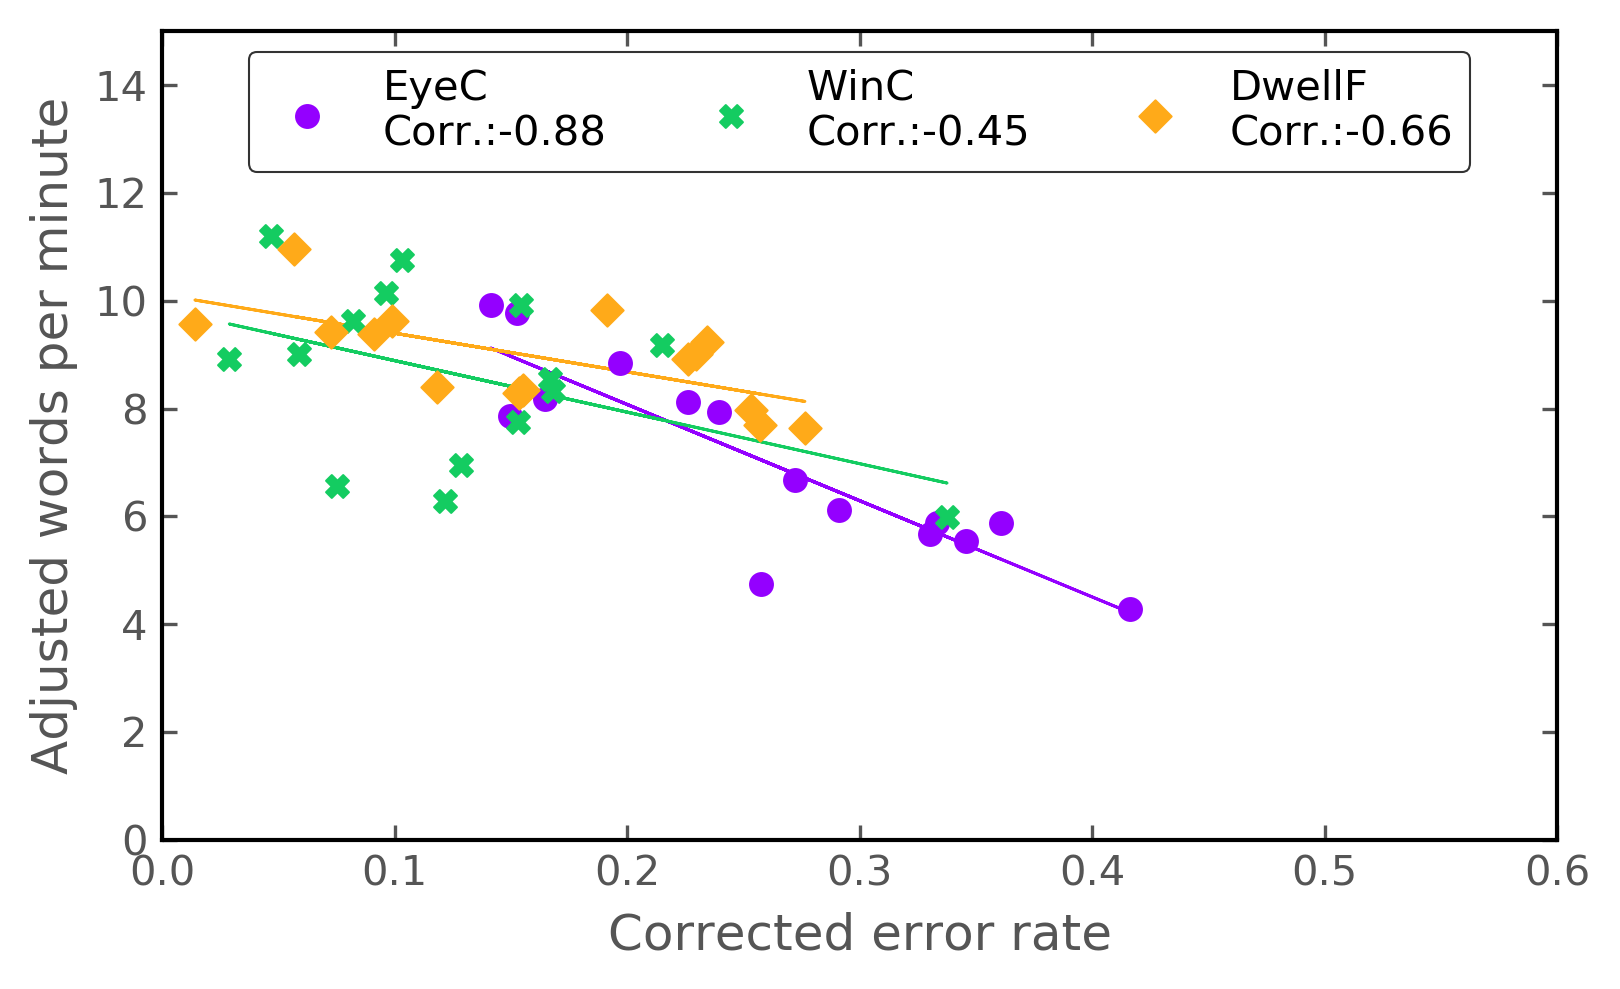 EyeC
Corr.:-0.88
WinC
Corr.:-0.45
DwellF
Corr.:-0.66
Adjusted words per minute
14
12
10
8
6
4
2
0
0.0 0.1 0.2 0.3 0.4 0.5 0.6
Corrected error rate